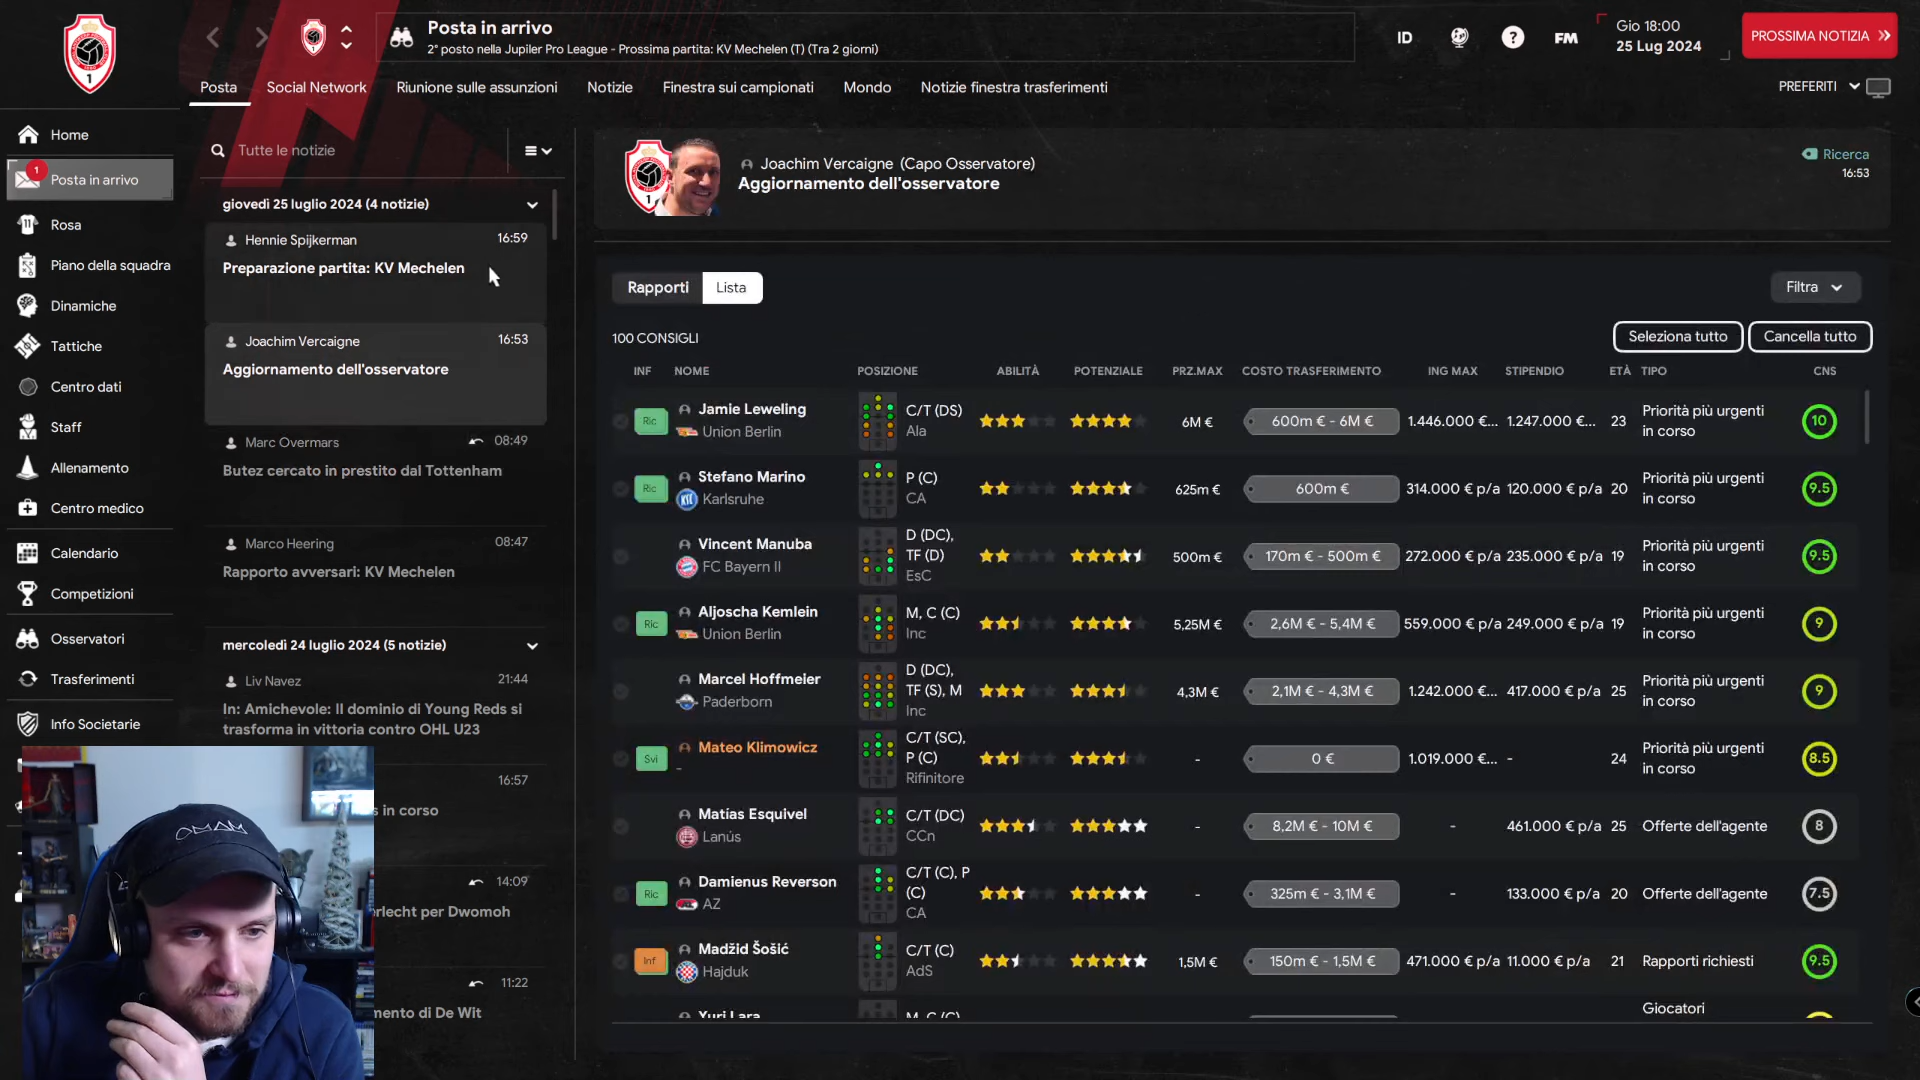 Posta in arrivo
2° posto nella Jupiler Pro League - Prossima partita: KV Mechelen (T) (Tra 2 giorni)
ID
?
FM
Gio 18:00
25 Lug 2024
PROSSIMA NOTIZIA
Posta
Social Network
Riunione sulle assunzioni
Notizie
Finestra sui campionati
Mondo
Notizie finestra trasferimenti
PREFERITI
Home
1
Posta in arrivo
Rosa
Piano della squadra
Dinamiche
Tattiche
Centro dati
Staff
Allenamento
Centro medico
Calendario
Competizioni
Osservatori
Trasferimenti
Info Societarie
Tutte le notizie
giovedì 25 luglio 2024 (4 notizie)
Hennie Spijkerman 16:59
Preparazione partita: KV Mechelen
Joachim Vercaigne 16:53
Aggiornamento dell'osservatore
Marc Overmars 08:49
Butez cercato in prestito dal Tottenham
Marco Heering 08:47
Rapporto avversari: KV Mechelen
mercoledì 24 luglio 2024 (5 notizie)
Liv Navez 21:44
In: Amichevole: Il dominio di Young Reds si
trasforma in vittoria contro OHL U23
16:57
s in corso
14:09
rlecht per Dwomoh
11:22
mento di De Wit
Joachim Vercaigne (Capo Osservatore)
Aggiornamento dell'osservatore
Ricerca
16:53
Rapporti
Lista
Filtra
100 CONSIGLI
Seleziona tutto
Cancella tutto
INF NOME POSIZIONE ABILITÀ POTENZIALE PRZ.MAX COSTO TRASFERIMENTO ING MAX STIPENDIO ETÀ TIPO CNS
Ric Jamie Leweling
Union Berlin
C/T (DS)
Ala
6M € 600m € - 6M € 1.446.000 €... 1.247.000 €... 23
Priorità più urgenti
in corso
10
Ric Stefano Marino
Karlsruhe
P (C)
CA
625m € 600m € 314.000 € p/a 120.000 € p/a 20
Priorità più urgenti
in corso
9.5
Vincent Manuba
FC Bayern II
D (DC),
TF (D)
EsC
500m € 170m € - 500m € 272.000 € p/a 235.000 € p/a 19
Priorità più urgenti
in corso
9.5
Ric Aljoscha Kemlein
Union Berlin
M, C (C)
Inc
5,25M € 2,6M € - 5,4M € 559.000 € p/a 249.000 € p/a 19
Priorità più urgenti
in corso
9
Marcel Hoffmeier
Paderborn
D (DC),
TF (S), M
Inc
4,3M € 2,1M € - 4,3M € 1.242.000 €... 417.000 € p/a 25
Priorità più urgenti
in corso
9
Svi Mateo Klimowicz
-
C/T (SC),
P (C)
Rifinitore
- 0 € 1.019.000 €... - 24
Priorità più urgenti
in corso
8.5
Matías Esquivel
Lanús
C/T (DC)
CCn
- 8,2M € - 10M € - 461.000 € p/a 25 Offerte dell'agente 8
Ric Damienus Reverson
AZ
C/T (C), P
(C)
CA
- 325m € - 3,1M € - 133.000 € p/a 20 Offerte dell'agente 7.5
Inf Madžid Šošić
Hajduk
C/T (C)
AdS
1,5M € 150m € - 1,5M € 471.000 € p/a 11.000 € p/a 21 Rapporti richiesti 9.5
Yuri Lara
M, C (C)
Giocatori
OMAM